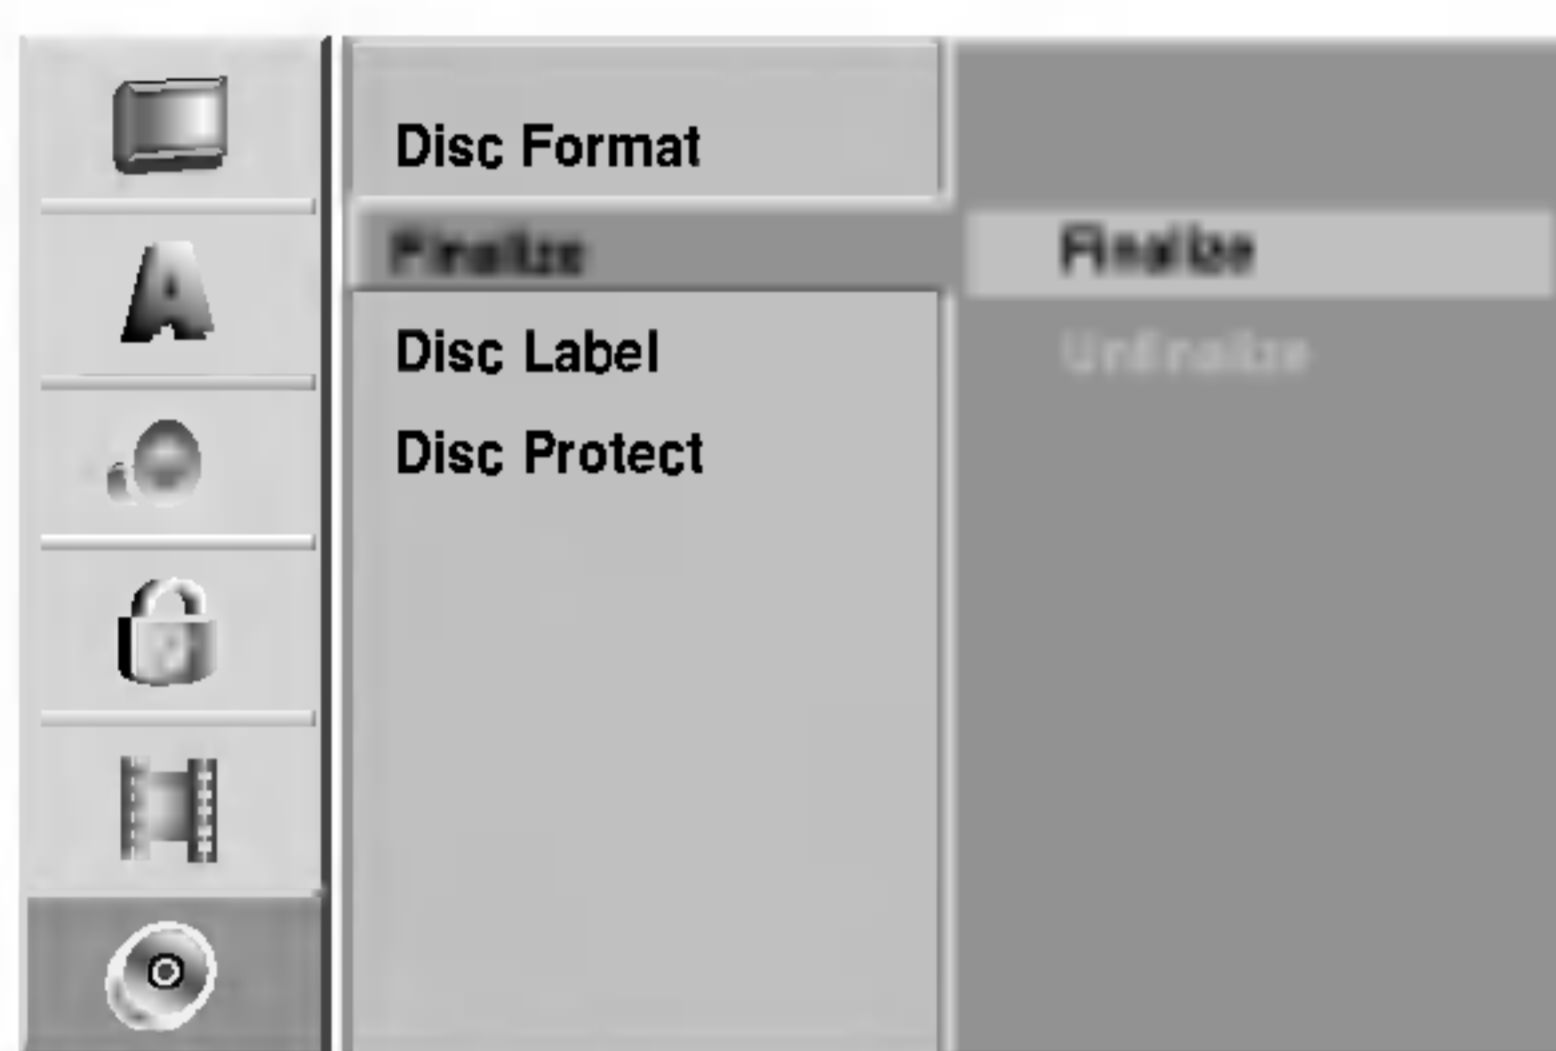 Disc Format
Finalize
Disc Label
Disc Protect
Finalize
Unfinalize